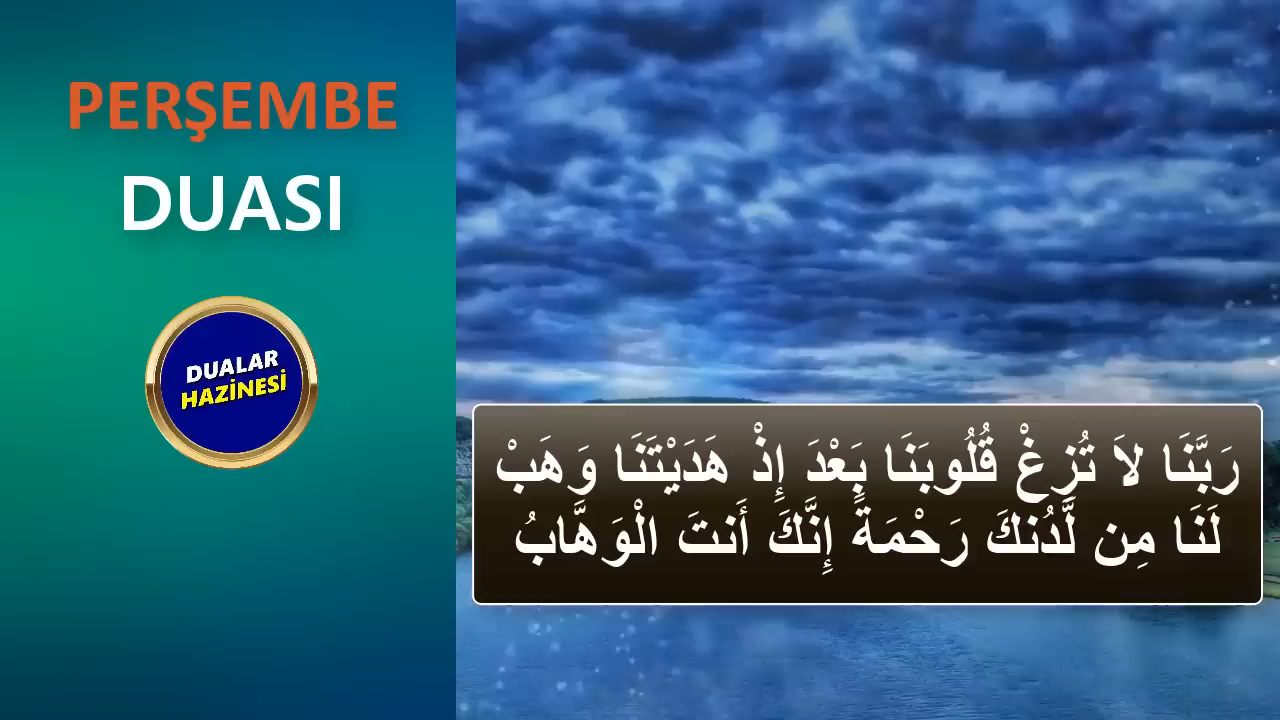 PERŞEMBE
DUASI
DUALAR
HAZİNESİ
رَبَّنَا لاَ تُزِغْ قُلُوبَنَا بَعْدَ إِذْ هَدَيْتَنَا وَهَبْ
لَنَا مِن لَّدُنكَ رَحْمَةً إِنَّكَ أَنتَ الْوَهَّابُ